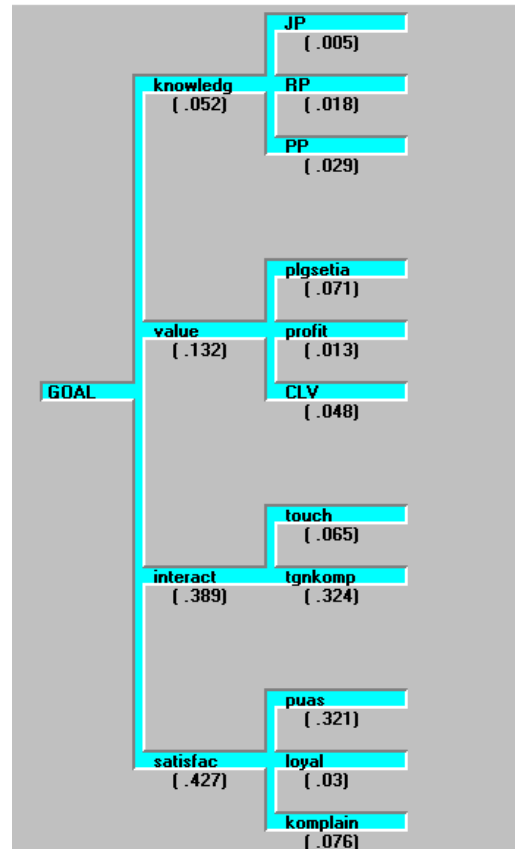 JP
( .005)
knowledg
( .052)
RP
( .018)
PP
( .029)
plgsetia
( .071)
value
( .132)
profit
( .013)
GOAL
CLV
( .048)
touch
( .065)
interact
( .389)
tgnkomp
( .324)
puas
( .321)
satisfac
( .427)
loyal
( .03)
komplain
( .076)